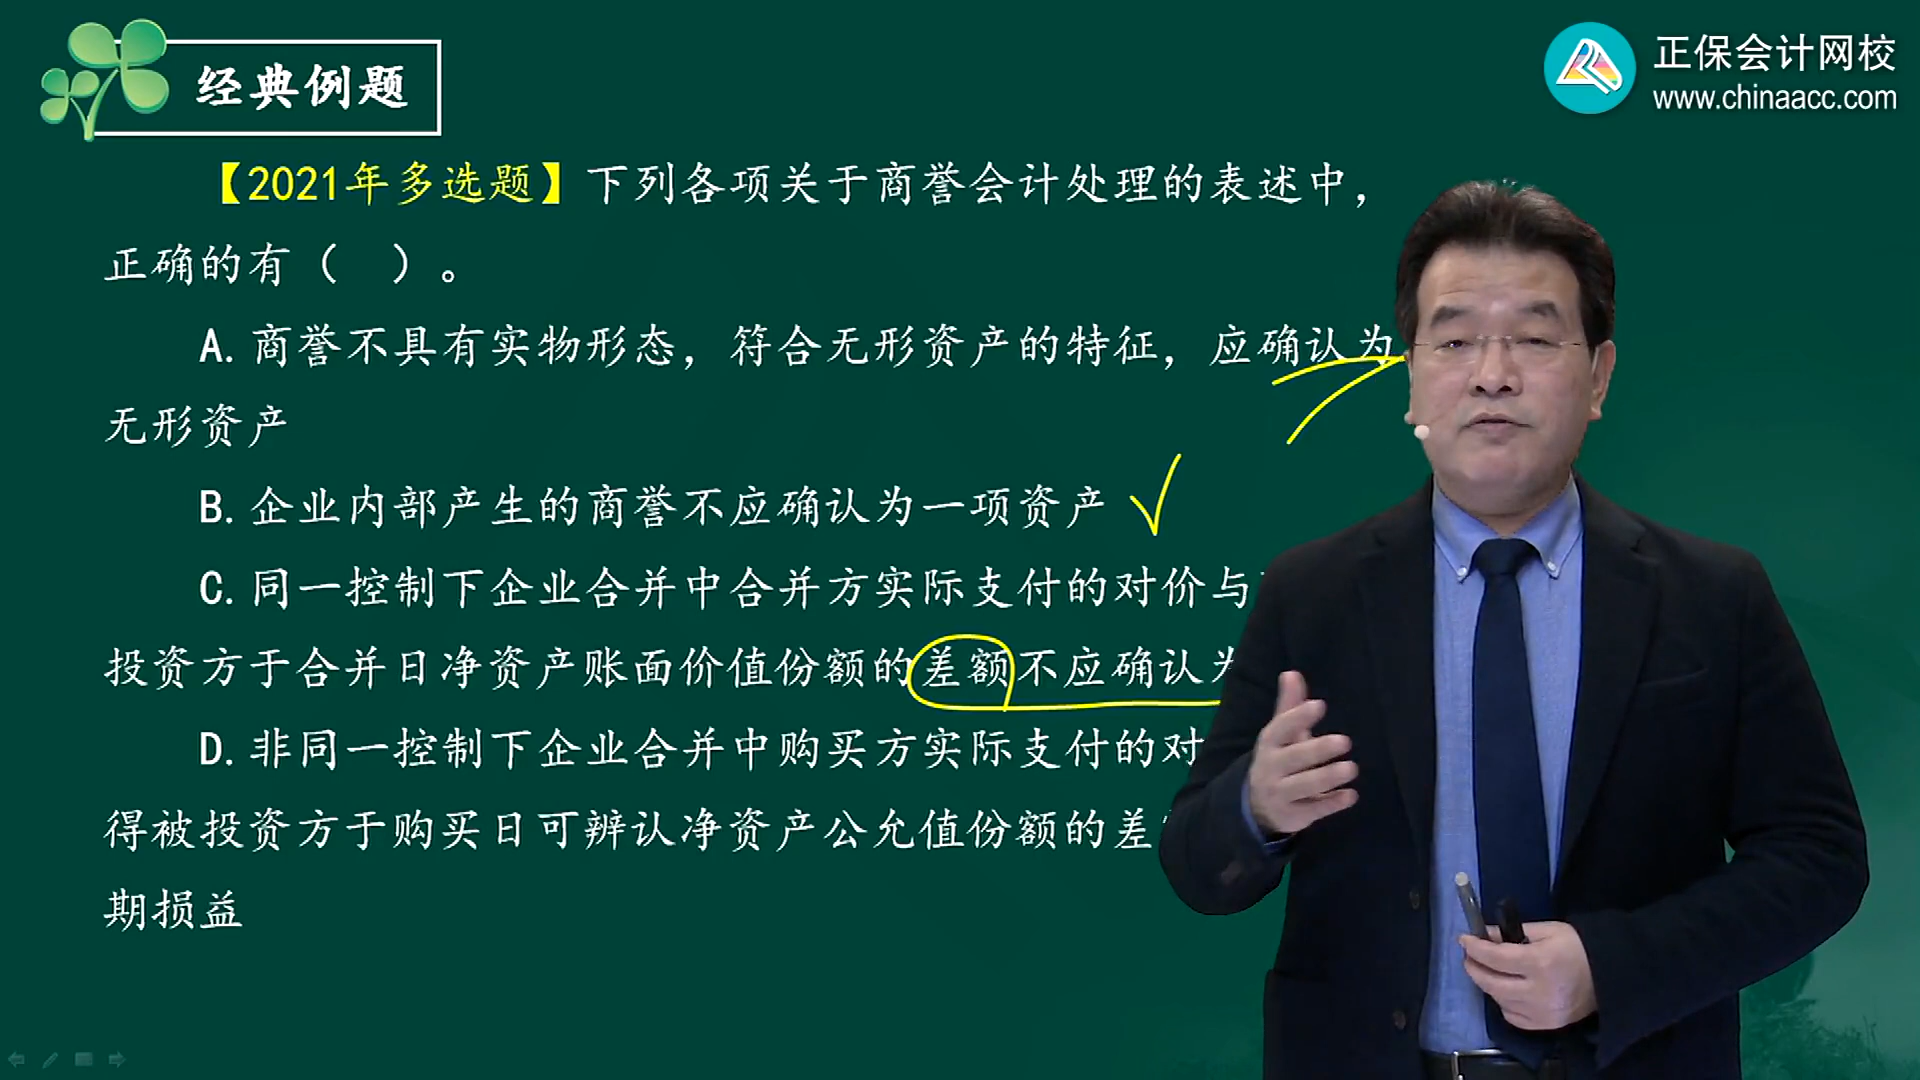 经典例题
正保会计网校
www.chinaacc.com
【2021年多选题】下列各项关于商誉会计处理的表述中，
正确的有（ ）。
A.商誉不具有实物形态，符合无形资产的特征，应确认为
无形资产
B.企业内部产生的商誉不应确认为一项资产
C.同一控制下企业合并中合并方实际支付的对价与
投资方于合并日净资产账面价值份额的差额不应确认为
D.非同一控制下企业合并中购买方实际支付的对
得被投资方于购买日可辨认净资产公允值份额的差
期损益